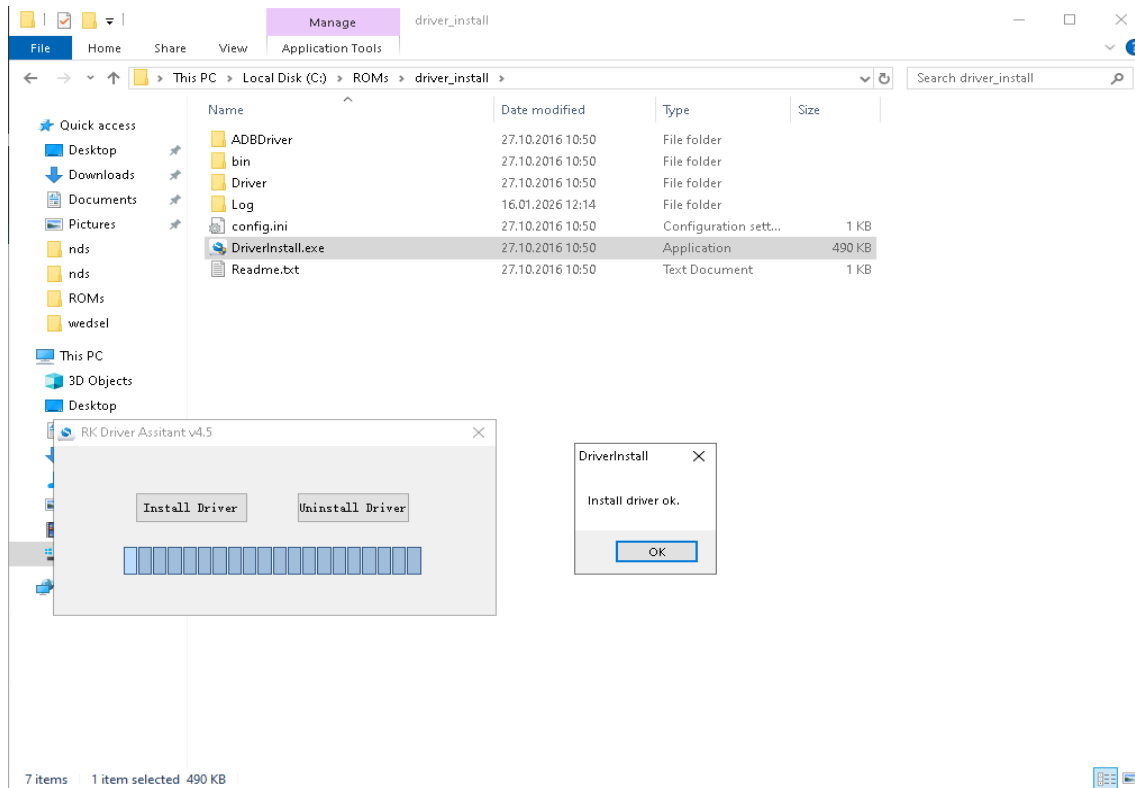 Manage
driver_install
File
Home
Share
View
Application Tools
This PC > Local Disk (C:) > ROMs > driver_install >
Search driver_install
Name
Date modified
Type
Size
Quick access
Desktop
Downloads
Documents
Pictures
nds
nds
ROMs
wedsel
This PC
3D Objects
Desktop
ADBDriver 27.10.2016 10:50 File folder
bin 27.10.2016 10:50 File folder
Driver 27.10.2016 10:50 File folder
Log 16.01.2026 12:14 File folder
config.ini 27.10.2016 10:50 Configuration sett... 1 KB
DriverInstall.exe 27.10.2016 10:50 Application 490 KB
Readme.txt 27.10.2016 10:50 Text Document 1 KB
RK Driver Assitant v4.5
Install Driver
Uninstall Driver
DriverInstall
Install driver ok.
OK
7 items
1 item selected 490 KB